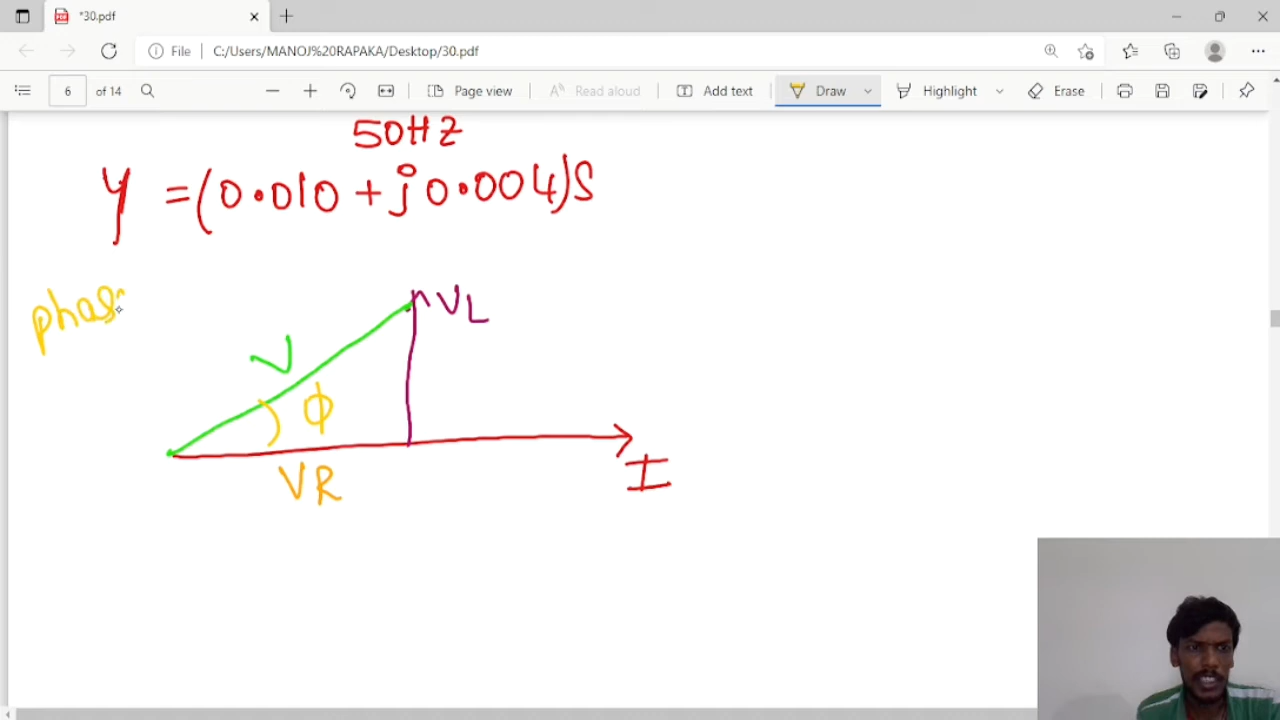 *30.pdf
File C:/Users/MANOJ%20RAPAKA/Desktop/30.pdf
6 of 14 Page view Read aloud Add text Draw Highlight Erase
50HZ
Y = (0.010 + j0.004)S
phas
V VL
ϕ
VR I